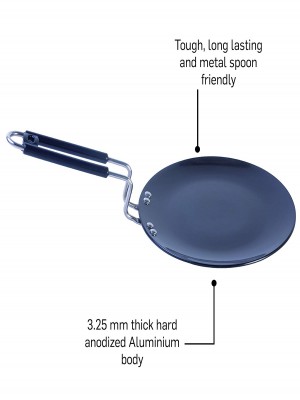 Tough, long lasting
and metal spoon
friendly
3.25 mm thick hard
anodized Aluminium
body